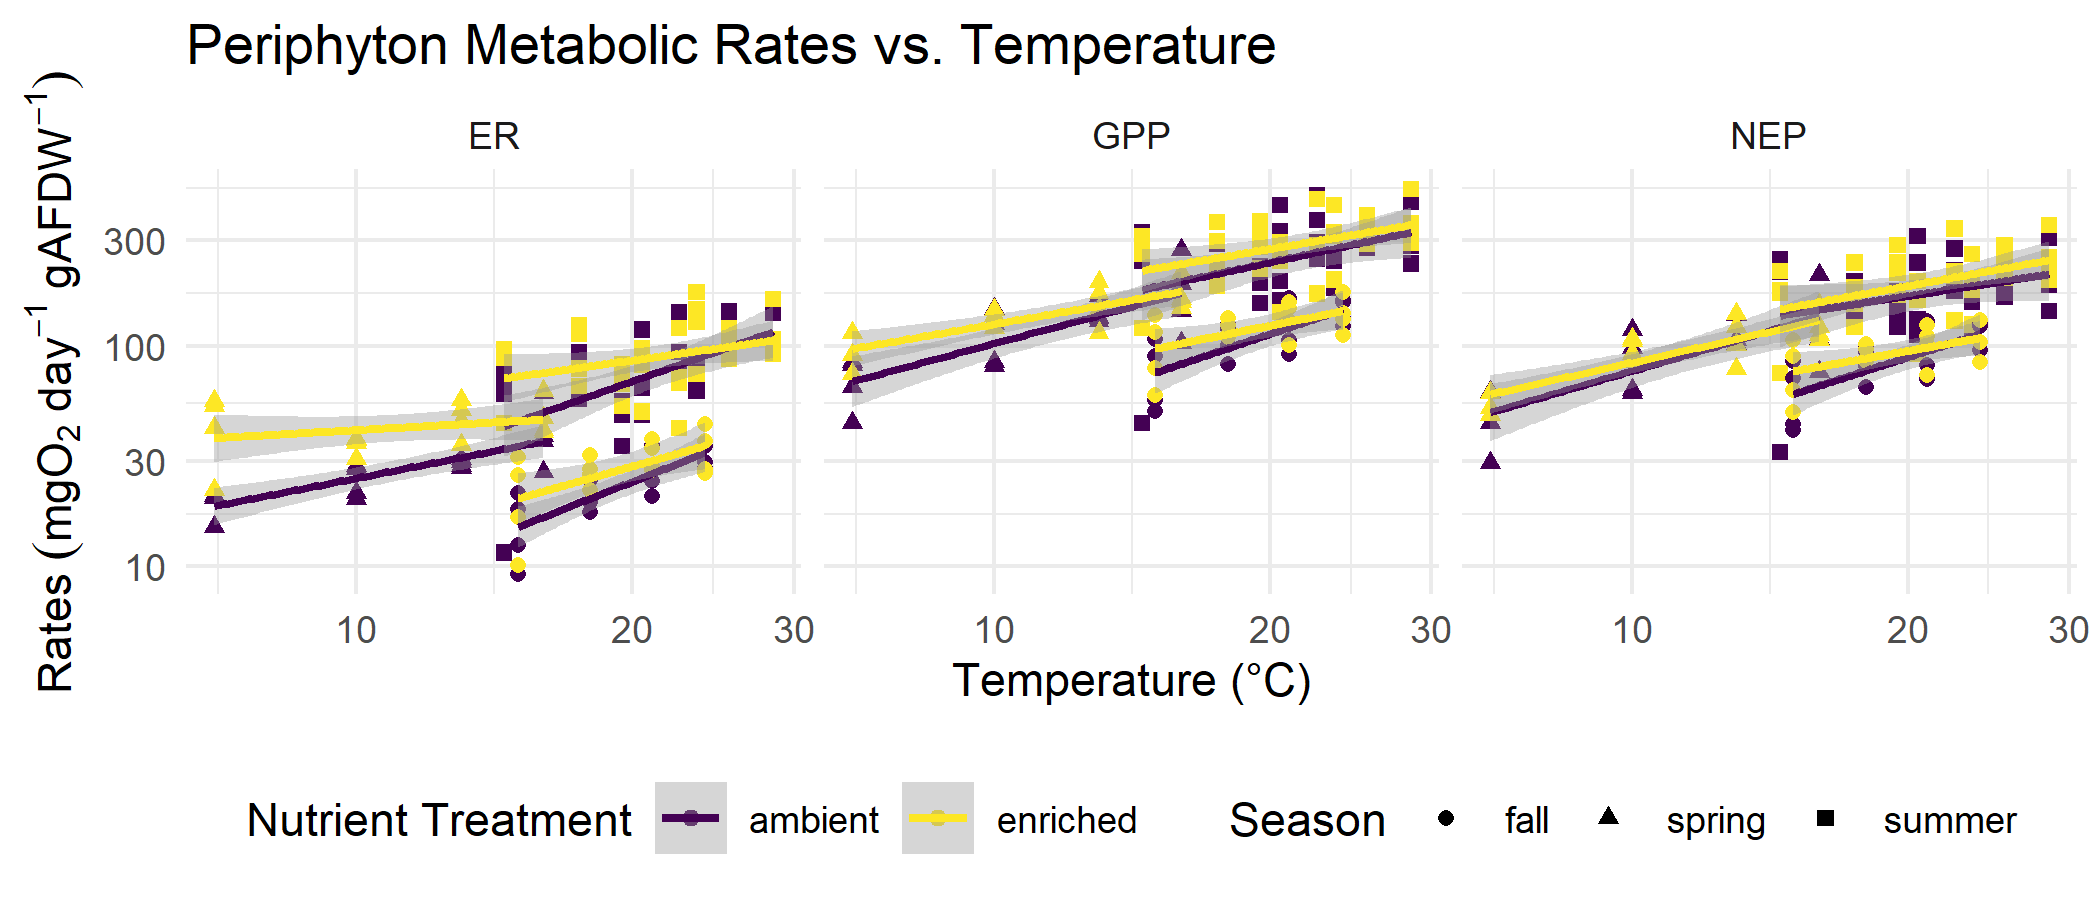 Periphyton Metabolic Rates vs. Temperature
ER GPP NEP
Rates (mgO₂ day⁻¹ gAFDW⁻¹)
300
100
30
10
10 20 30 10 20 30 10 20 30
Temperature (°C)
Nutrient Treatment ambient enriched Season fall spring summer